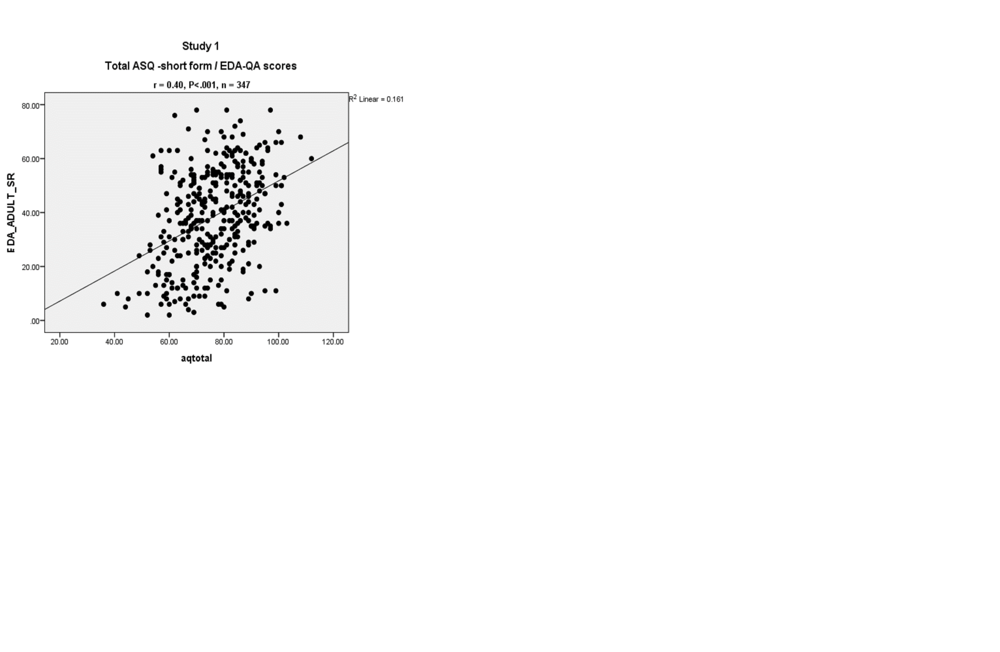 Study 1
Total ASQ -short form / EDA-QA scores
r = 0.40, P<.001, n = 347
R² Linear = 0.161
80.00
60.00
40.00
20.00
.00
EDA_ADULT_SR
20.00 40.00 60.00 80.00 100.00 120.00
aqtotal